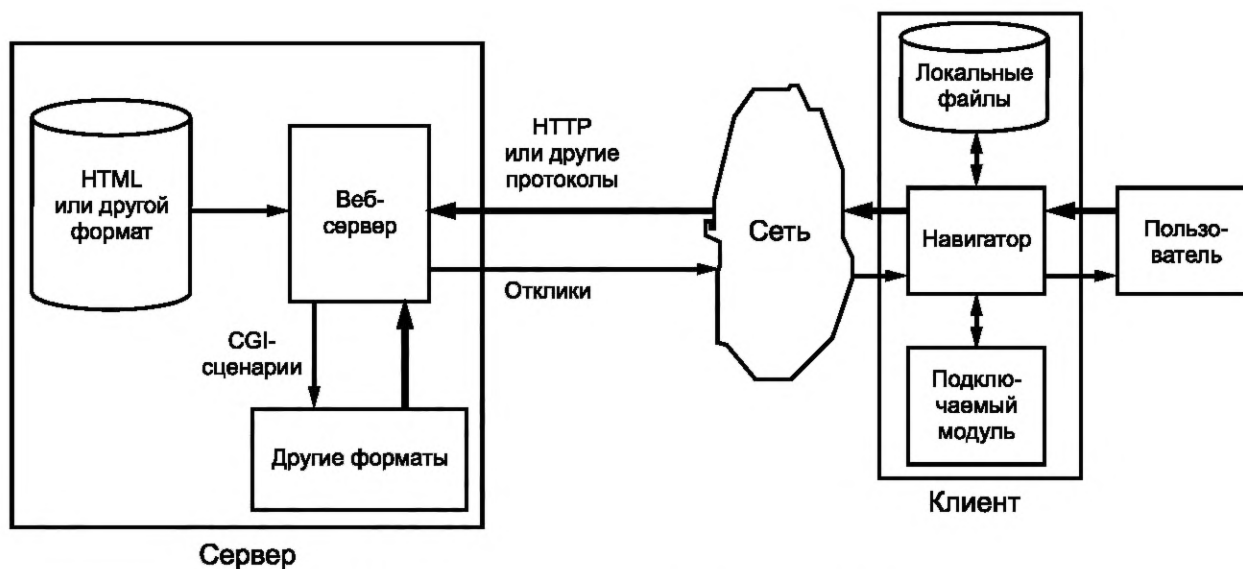 HTML
или другой
формат
Веб-
сервер
CGI-
сценарии
Другие форматы
Сервер
HTTP
или другие
протоколы
Отклики
Сеть
Локальные
файлы
Навигатор
Подклю-
чаемый
модуль
Клиент
Пользо-
ватель